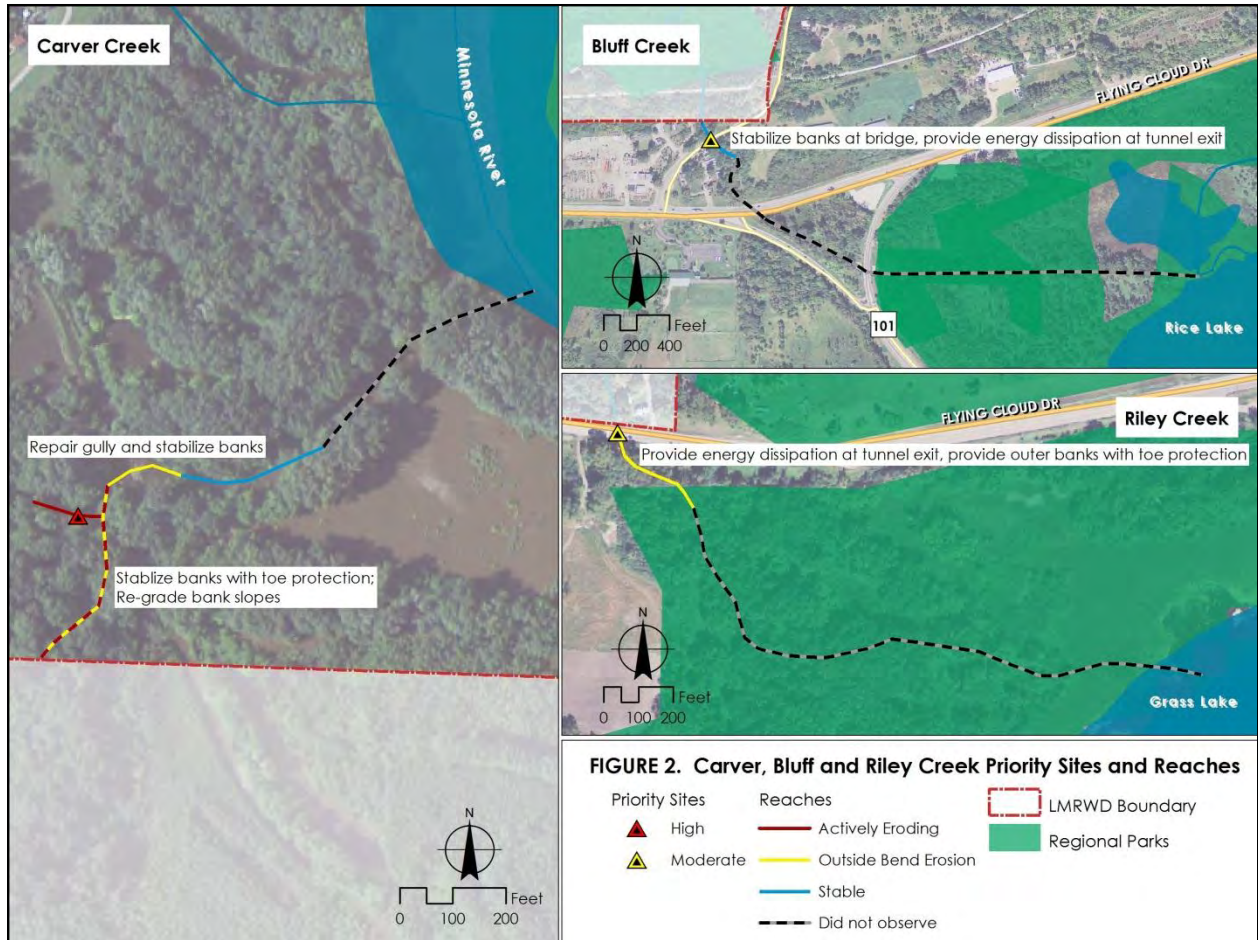 Carver Creek
Minnesota River
Repair gully and stabilize banks
Stablize banks with toe protection;
Re-grade bank slopes
N
Feet
0 100 200
Bluff Creek
FLYING CLOUD DR
Stabilize banks at bridge, provide energy dissipation at tunnel exit
N
Feet
0 200 400
101
Rice Lake
FLYING CLOUD DR
Riley Creek
Provide energy dissipation at tunnel exit, provide outer banks with toe protection
N
Feet
0 100 200
Grass Lake
FIGURE 2. Carver, Bluff and Riley Creek Priority Sites and Reaches
Priority Sites
High
Moderate
Reaches
Actively Eroding
Outside Bend Erosion
Stable
Did not observe
LMRWD Boundary
Regional Parks